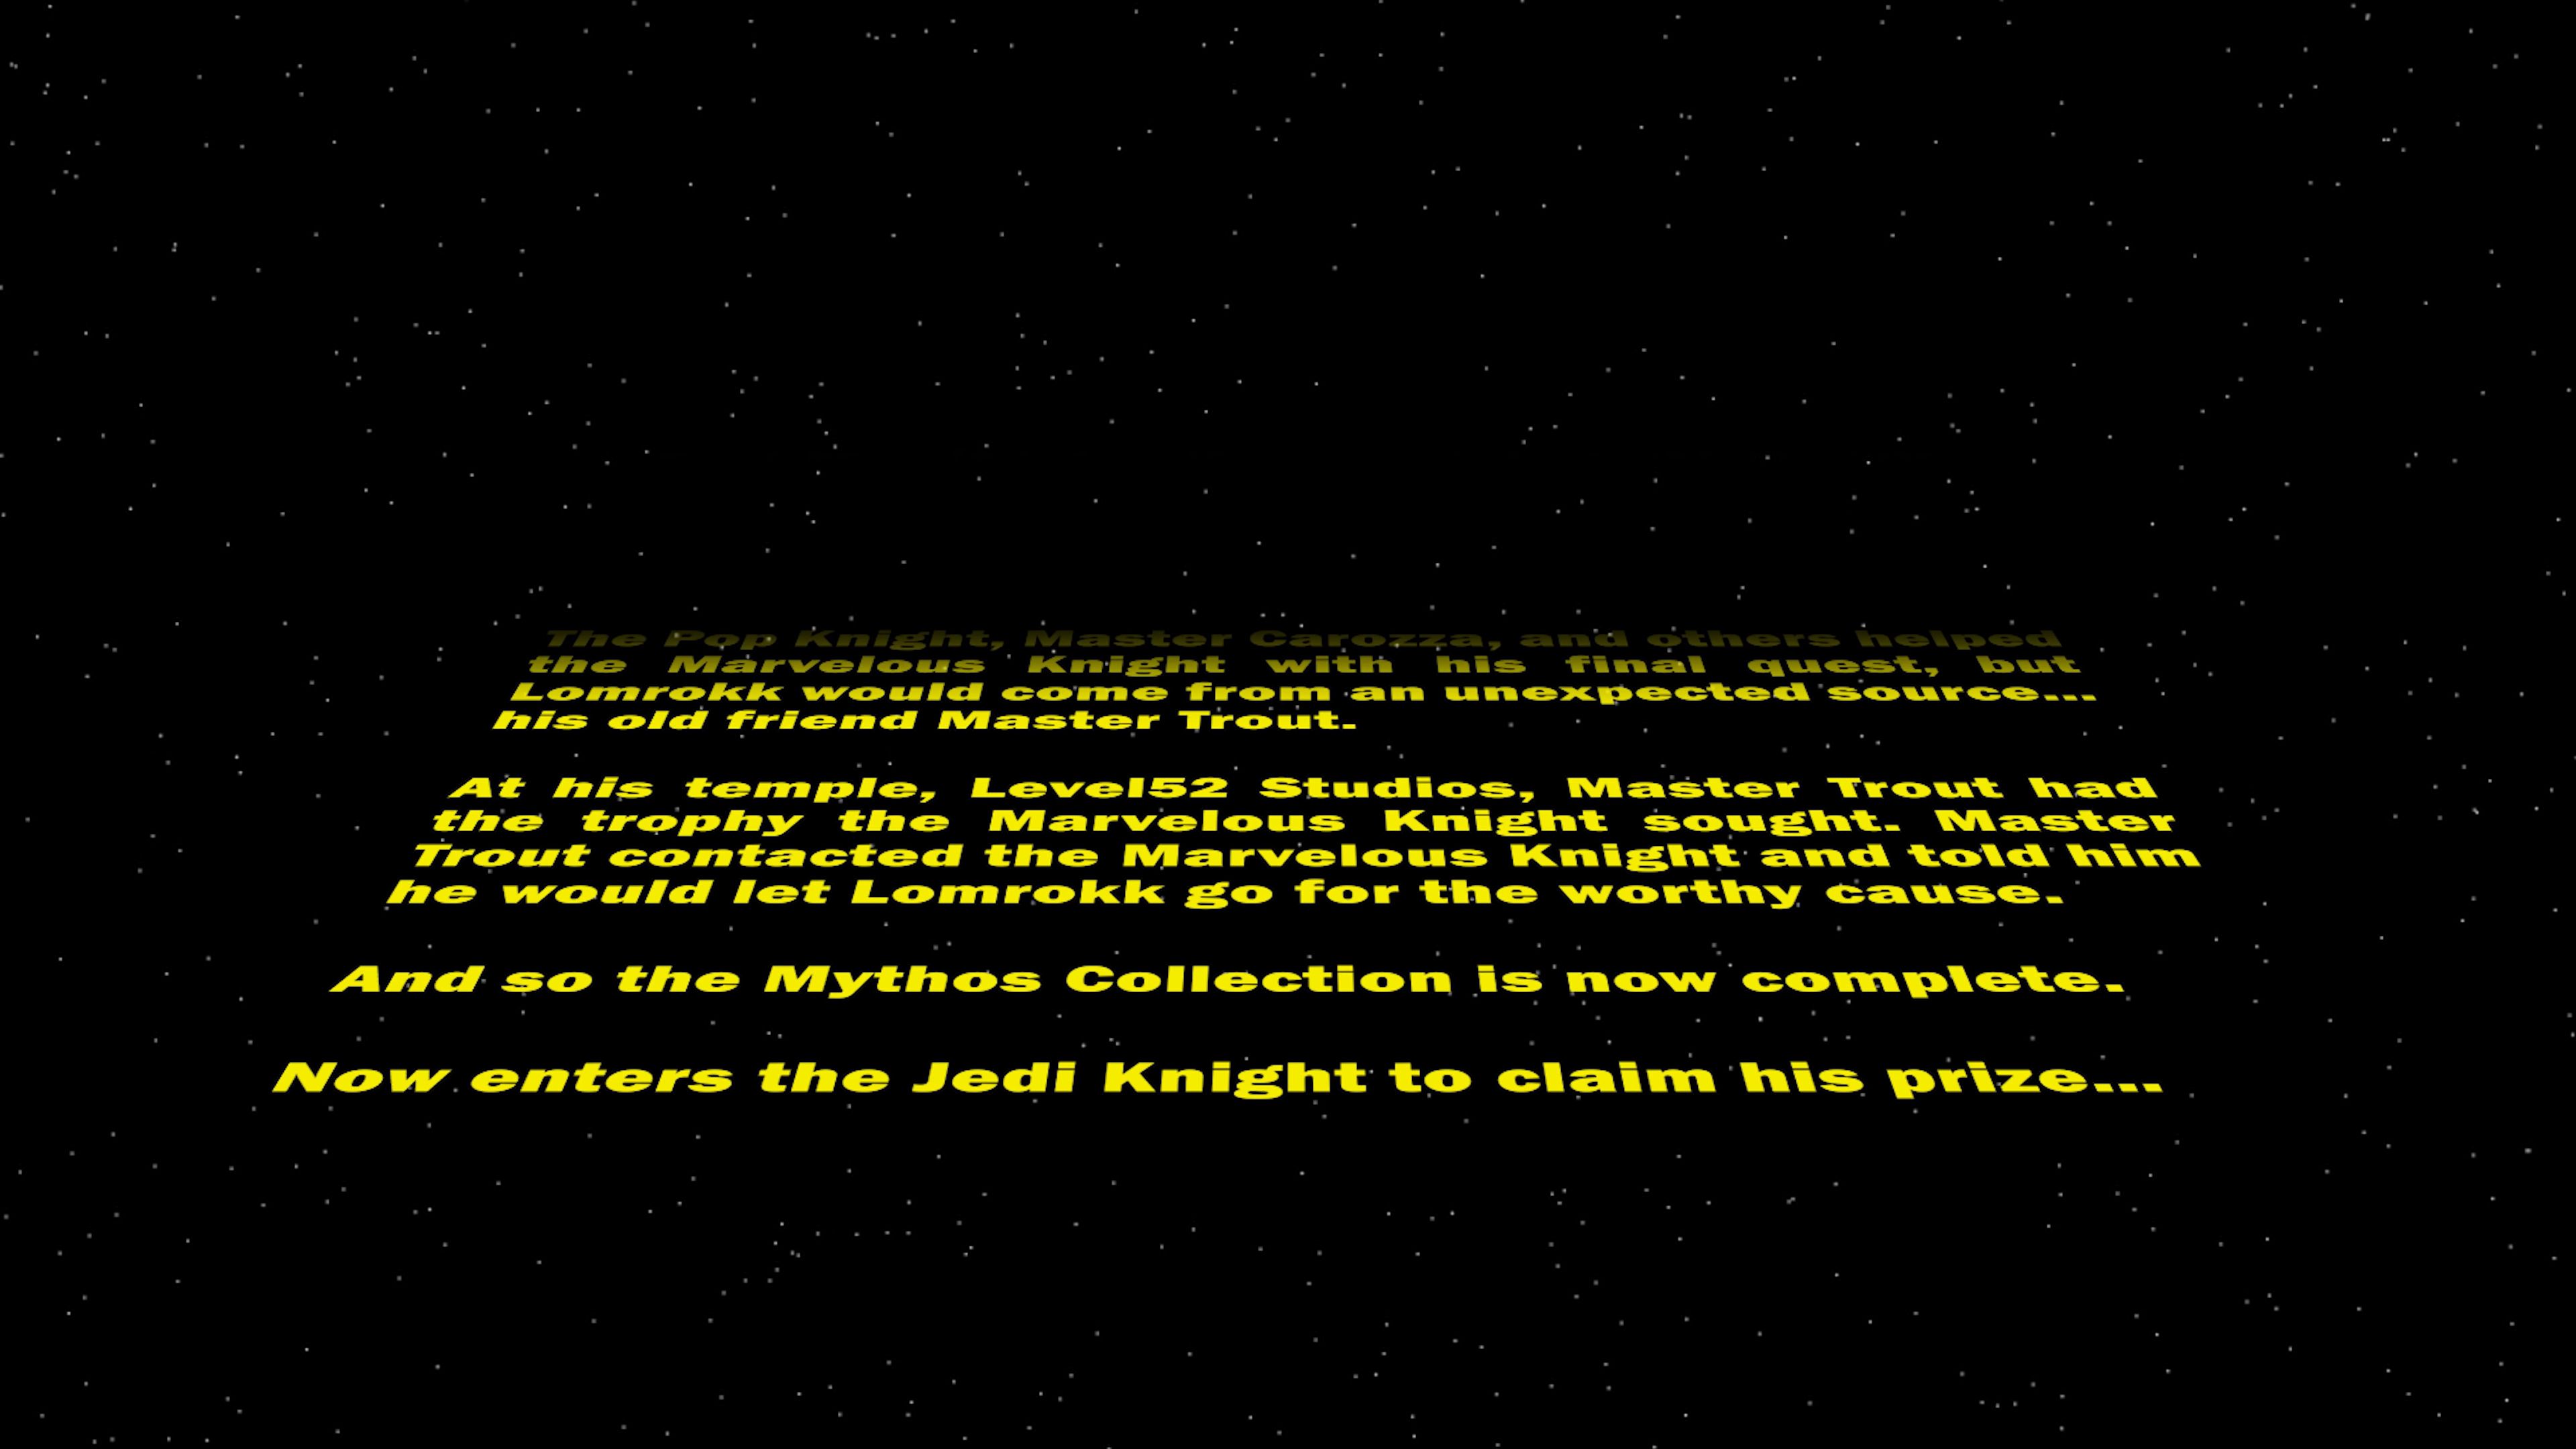 The Pop Knight, Master Carozza, and others helped
the Marvelous Knight with his final quest, but
Lomrokk would come from an unexpected source...
his old friend Master Trout.
At his temple, Level52 Studios, Master Trout had
the trophy the Marvelous Knight sought. Master
Trout contacted the Marvelous Knight and told him
he would let Lomrokk go for the worthy cause.
And so the Mythos Collection is now complete.
Now enters the Jedi Knight to claim his prize...